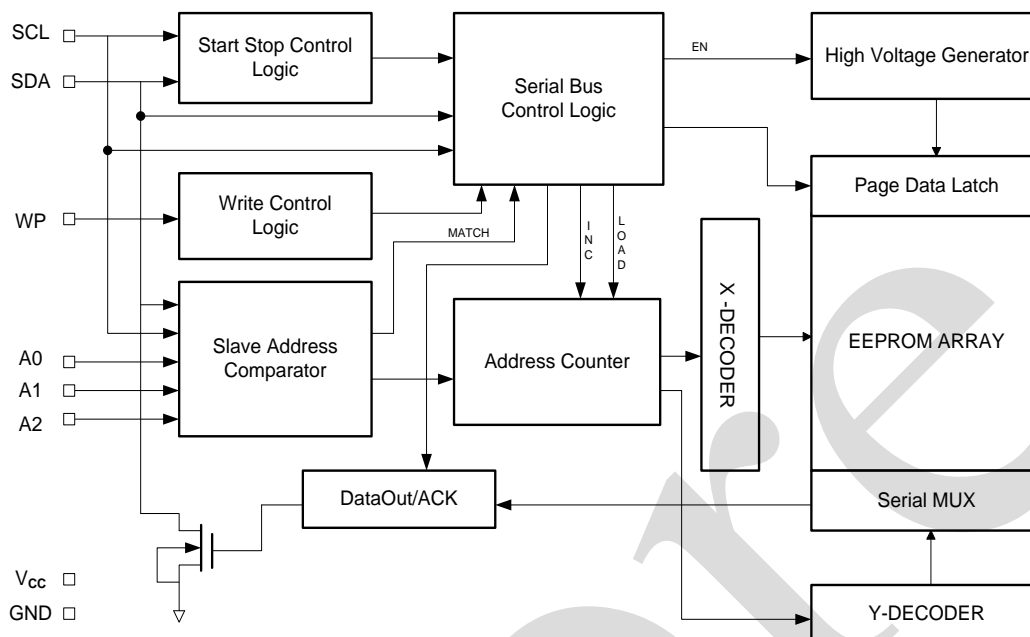 SCL
SDA
Start Stop Control
Logic
Serial Bus
Control Logic
EN
High Voltage Generator
WP
Write Control
Logic
MATCH
INC
LOAD
Page Data Latch
A0
A1
A2
Slave Address
Comparator
Address Counter
X -DECODER
EEPROM ARRAY
DataOut/ACK
Serial MUX
Vcc
GND
Y-DECODER